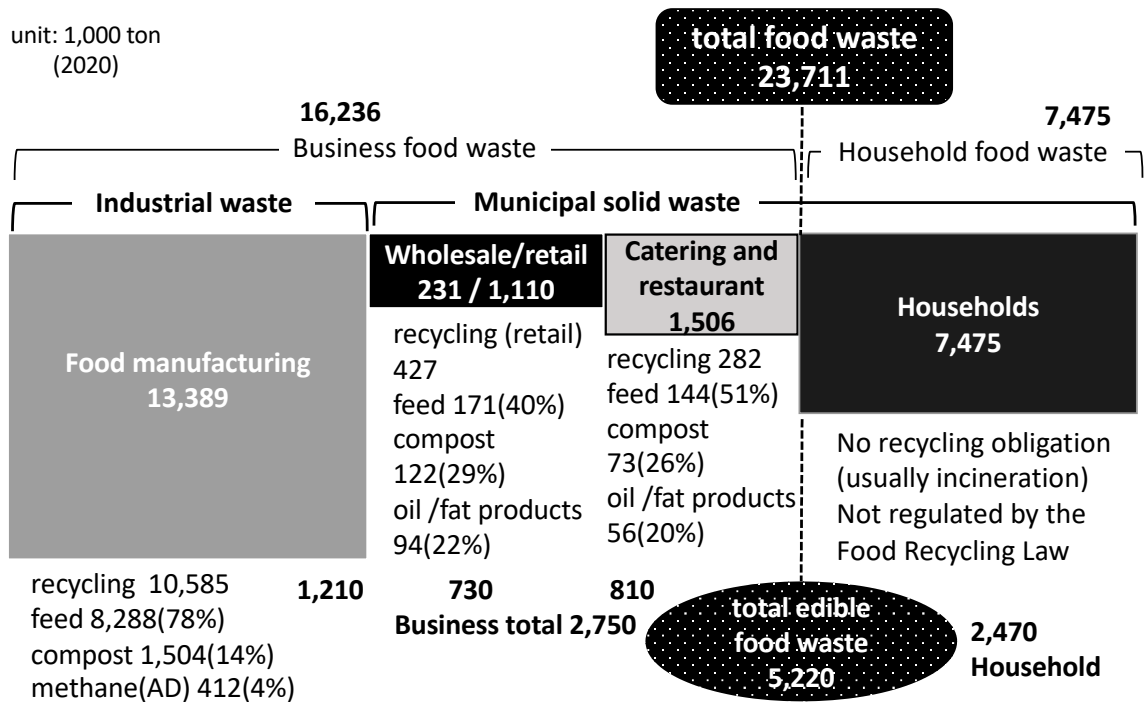 unit: 1,000 ton
(2020)
total food waste
23,711
16,236
Business food waste
7,475
Household food waste
Industrial waste
Municipal solid waste
Food manufacturing
13,389
recycling 10,585
feed 8,288(78%)
compost 1,504(14%)
methane(AD) 412(4%)
Wholesale/retail
231 / 1,110
recycling (retail)
427
feed 171(40%)
compost
122(29%)
oil /fat products
94(22%)
Catering and
restaurant
1,506
recycling 282
feed 144(51%)
compost
73(26%)
oil /fat products
56(20%)
Households
7,475
No recycling obligation
(usually incineration)
Not regulated by the
Food Recycling Law
1,210
730
810
Business total 2,750
total edible
food waste
5,220
2,470
Household